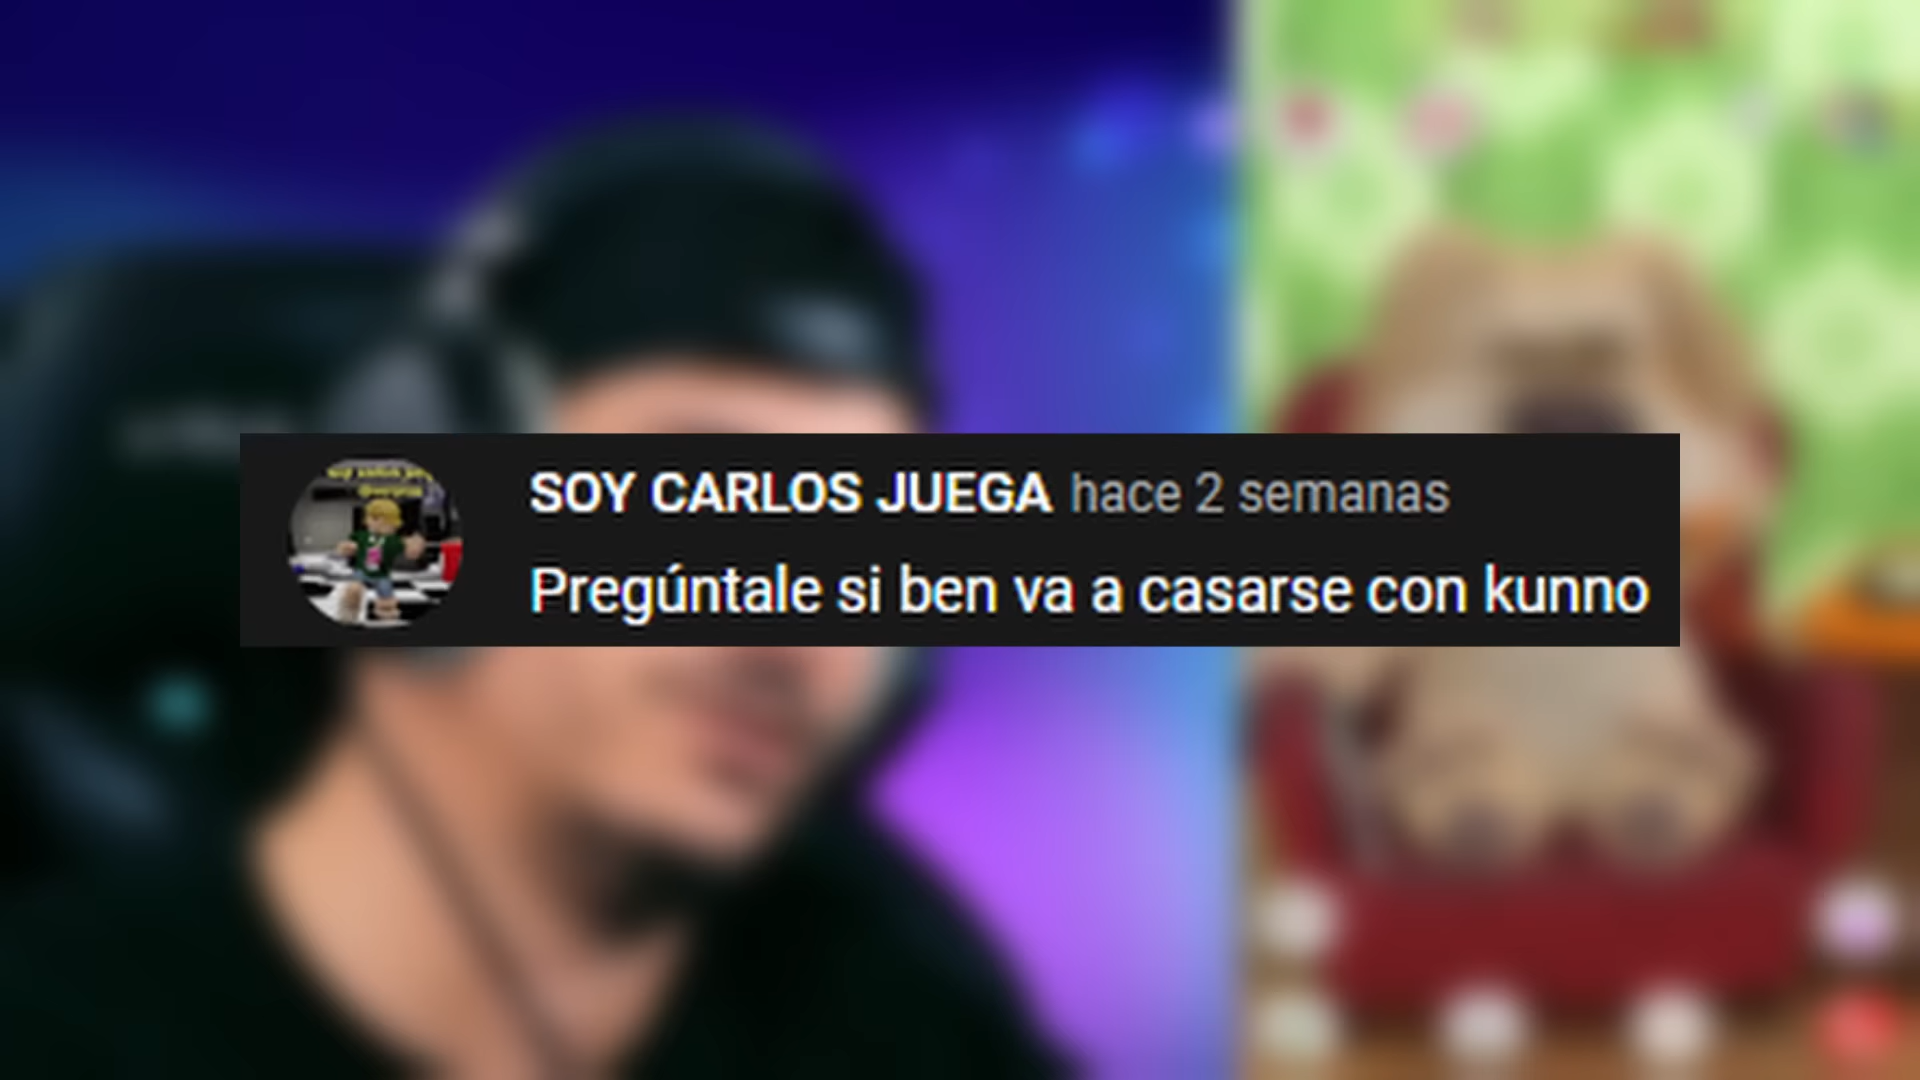 SOY CARLOS JUEGA hace 2 semanas
Pregúntale si ben va a casarse con kunno